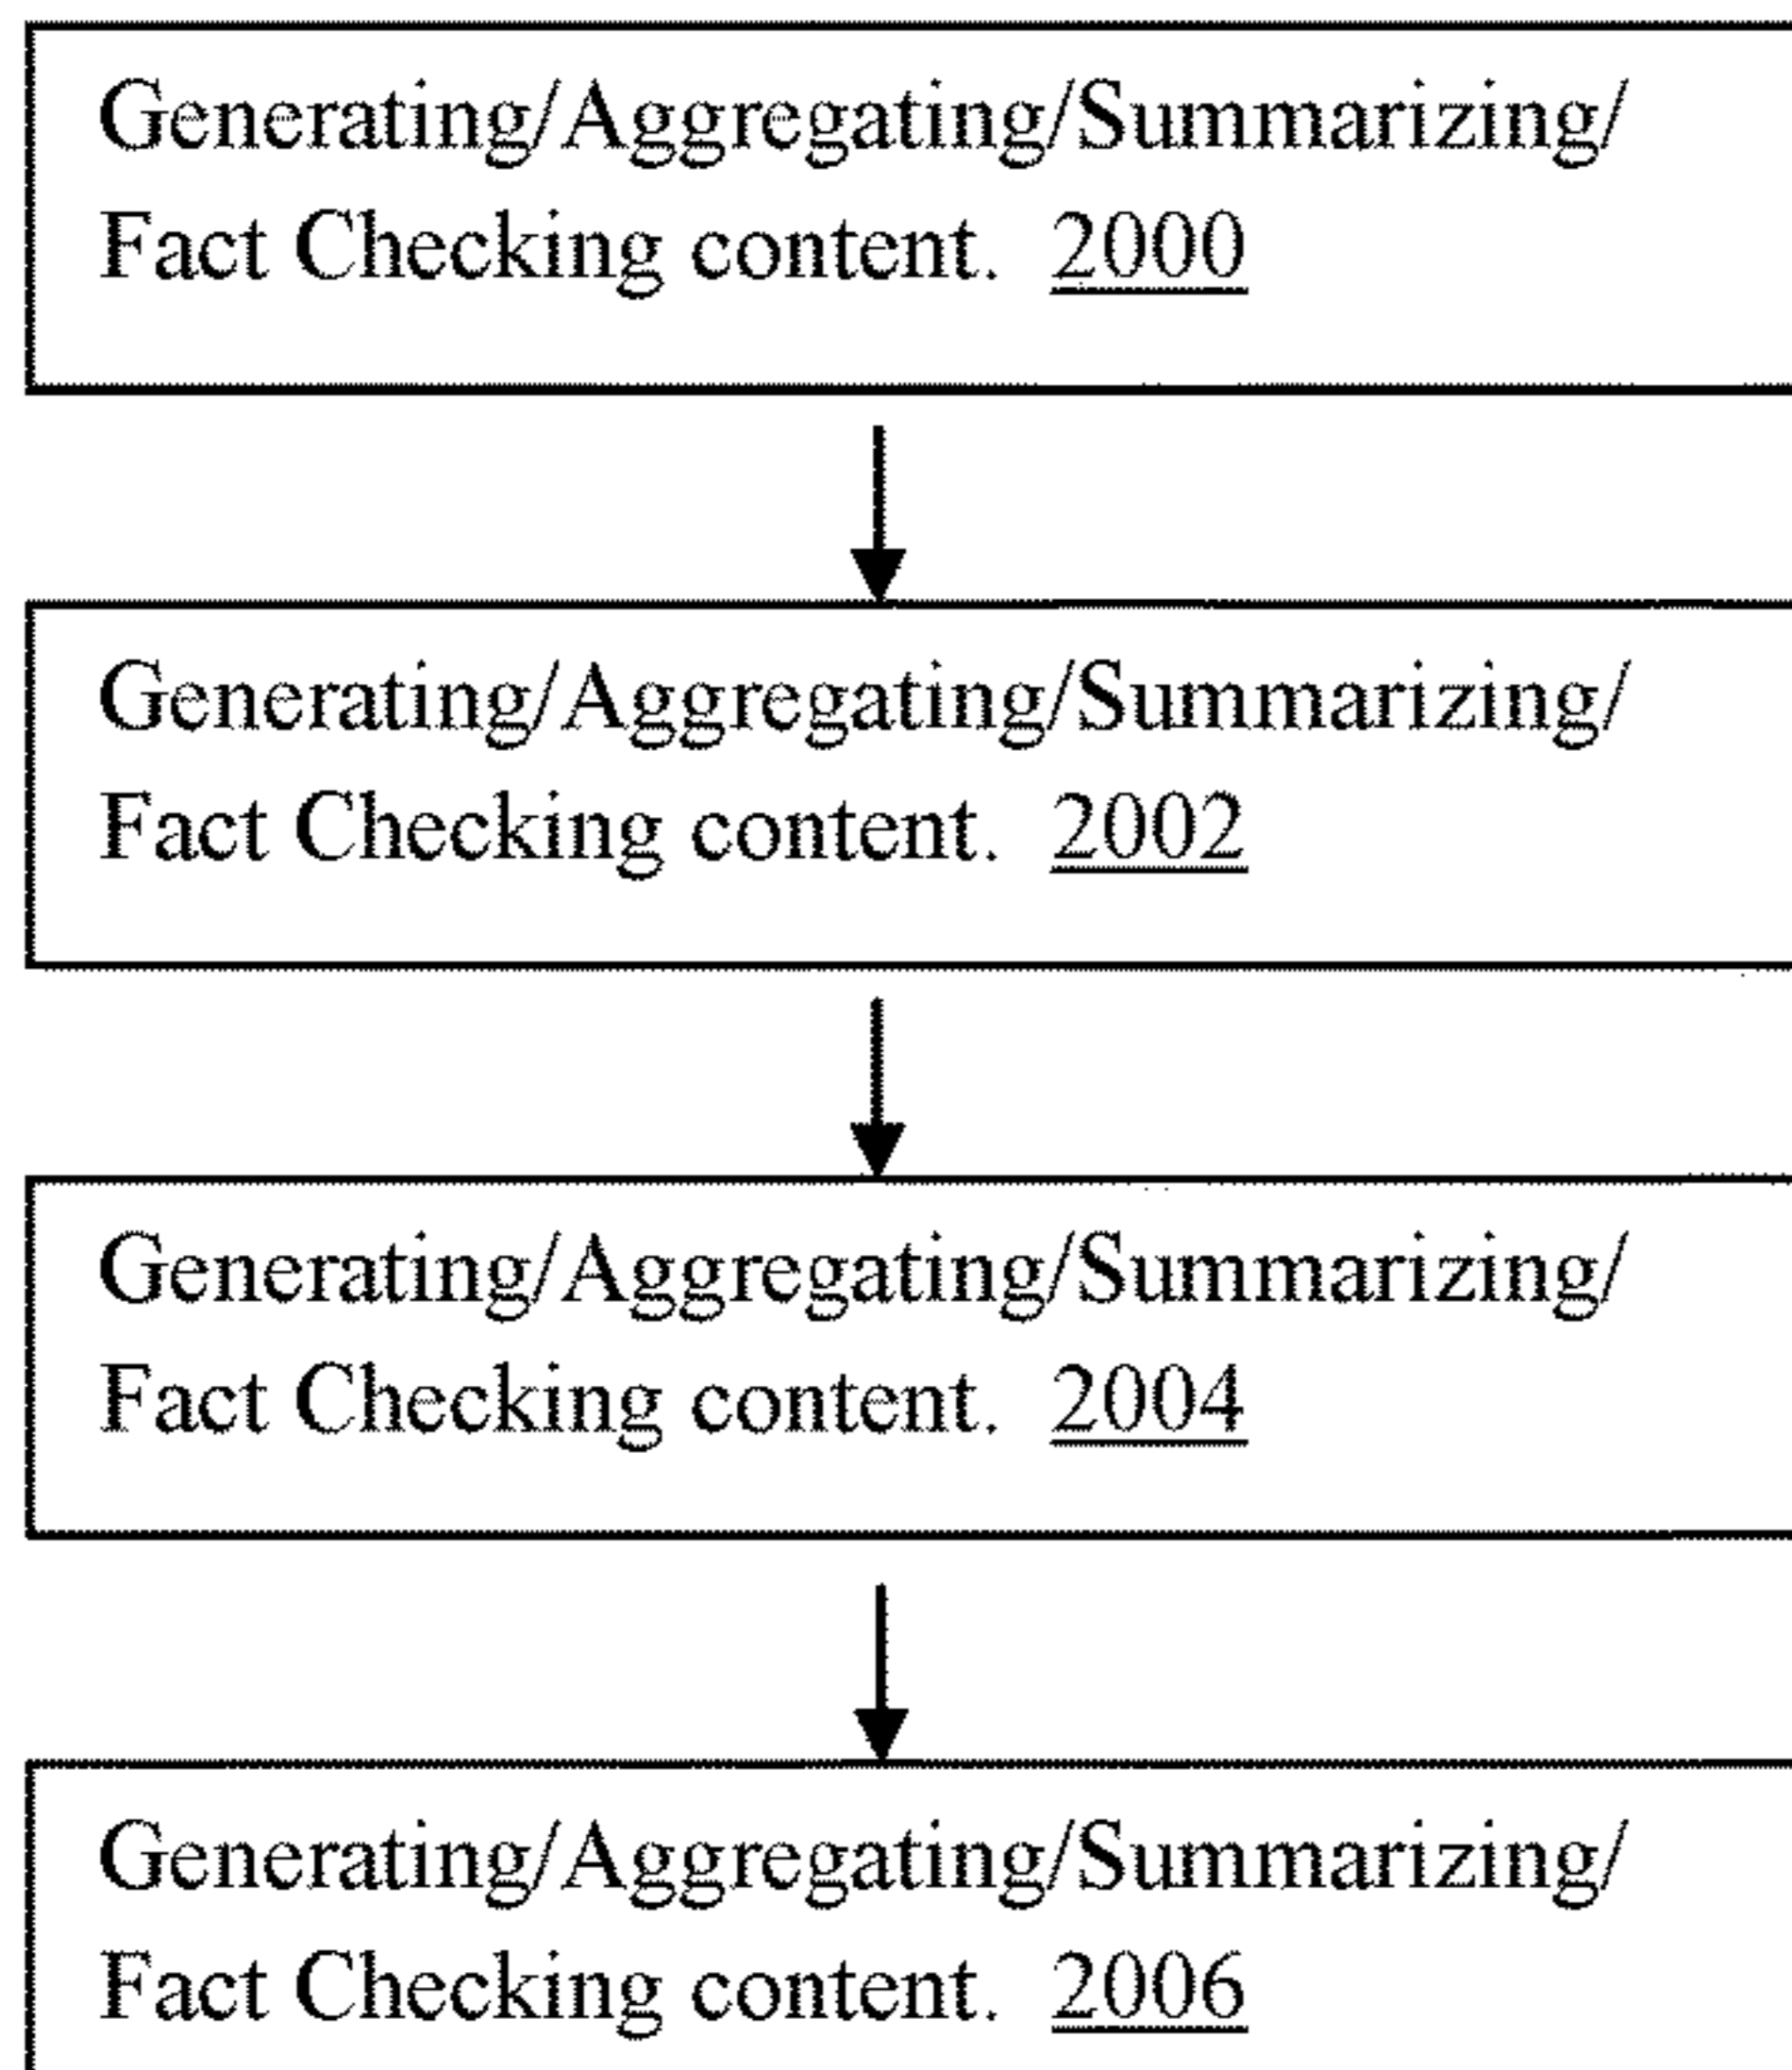 Generating/Aggregating/Summarizing/
Fact Checking content. 2000
Generating/Aggregating/Summarizing/
Fact Checking content. 2002
Generating/Aggregating/Summarizing/
Fact Checking content. 2004
Generating/Aggregating/Summarizing/
Fact Checking content. 2006